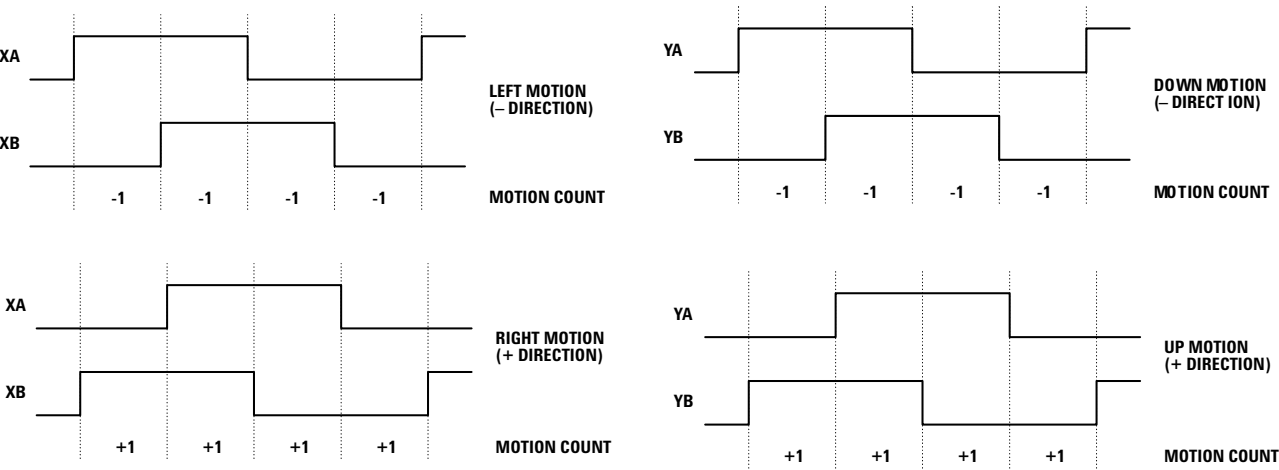 XA
LEFT MOTION
(– DIRECTION)
XB
-1 -1 -1 -1 MOTION COUNT
YA
DOWN MOTION
(– DIRECT ION)
YB
-1 -1 -1 -1 MOTION COUNT
XA
RIGHT MOTION
(+ DIRECTION)
XB
+1 +1 +1 +1 MOTION COUNT
YA
UP MOTION
(+ DIRECTION)
YB
+1 +1 +1 +1 MOTION COUNT